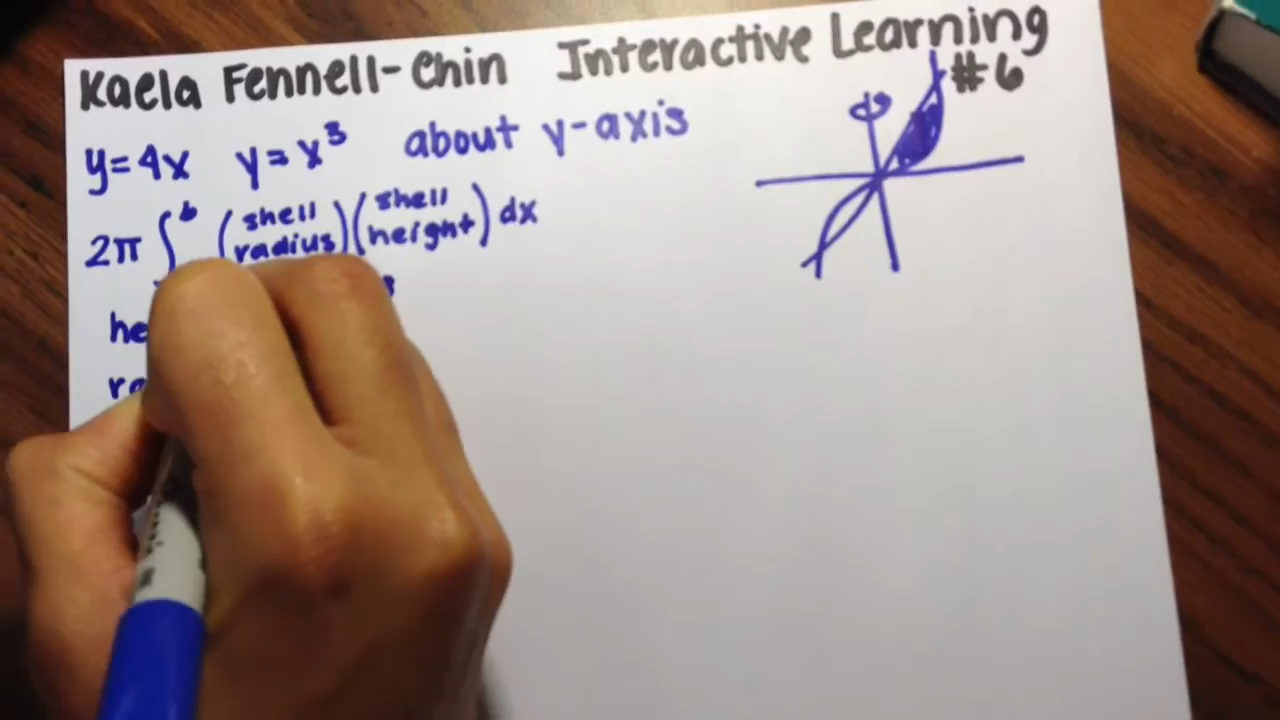 Kaela Fennell-Chin Interactive Learning
#6
y=4x y=x³ about y-axis
2π ∫ᵇ (shell radius)(shell height) dx